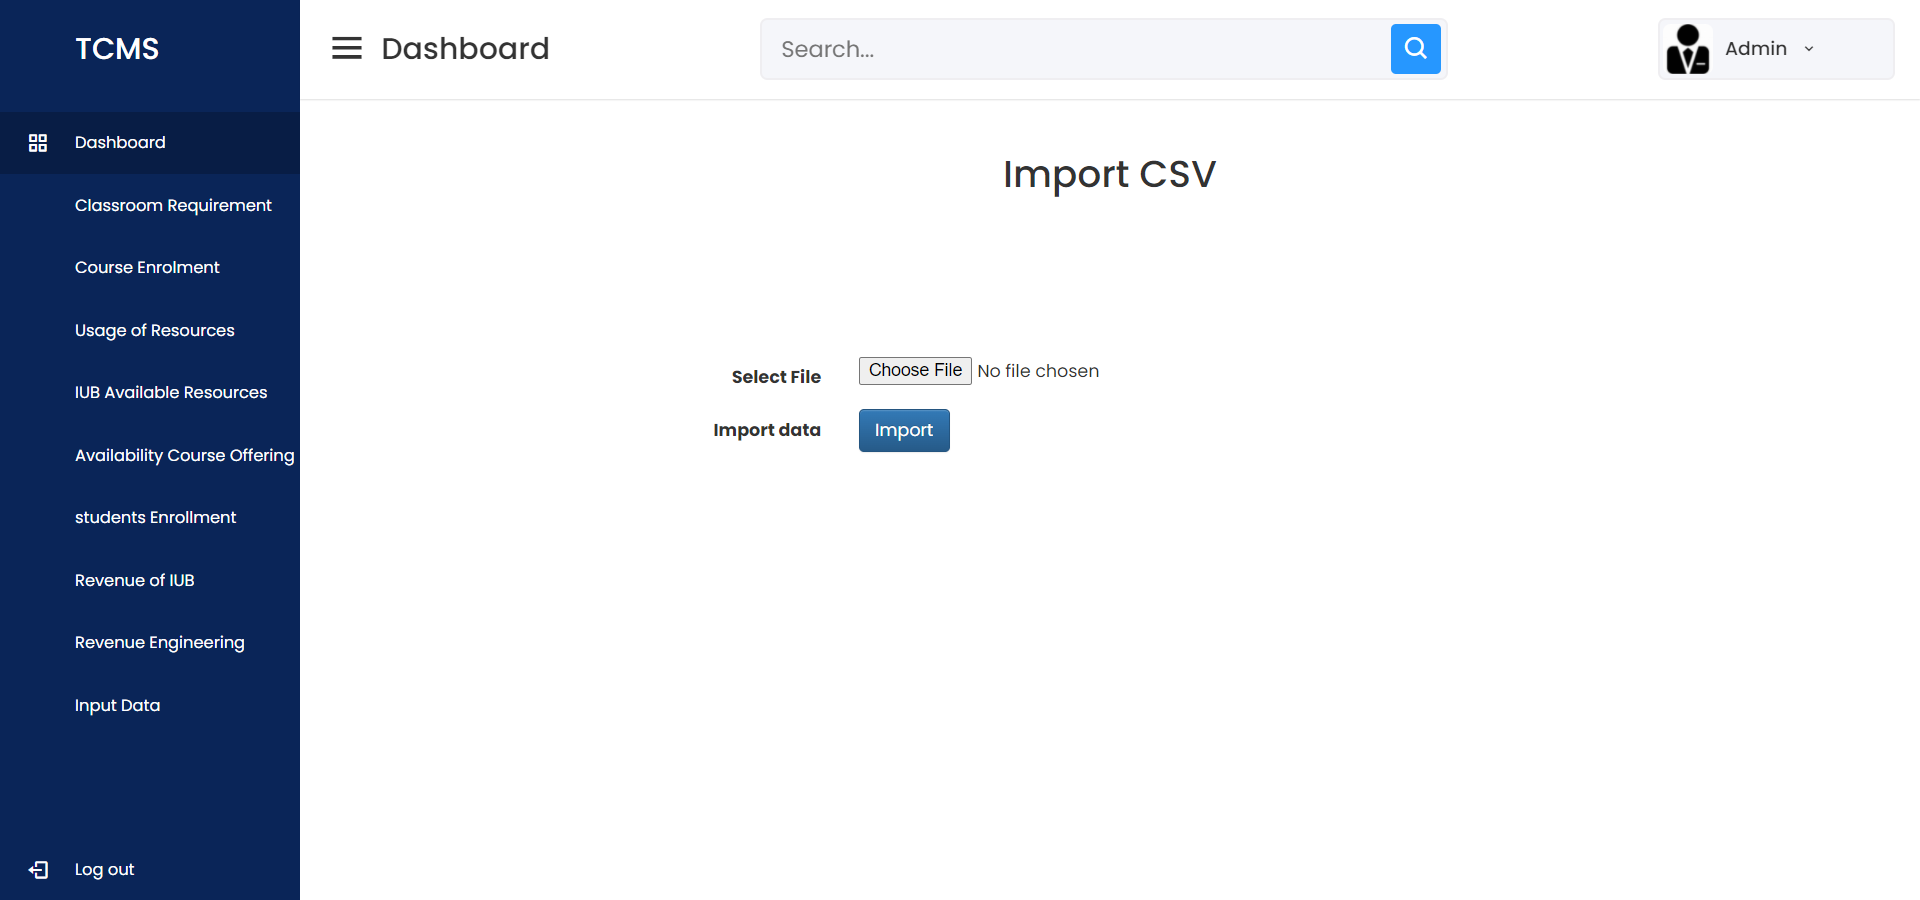 TCMS
Dashboard
Search...
Admin
Dashboard
Classroom Requirement
Course Enrolment
Usage of Resources
IUB Available Resources
Availability Course Offering
students Enrollment
Revenue of IUB
Revenue Engineering
Input Data
Log out
Import CSV
Select File Choose File No file chosen
Import data Import